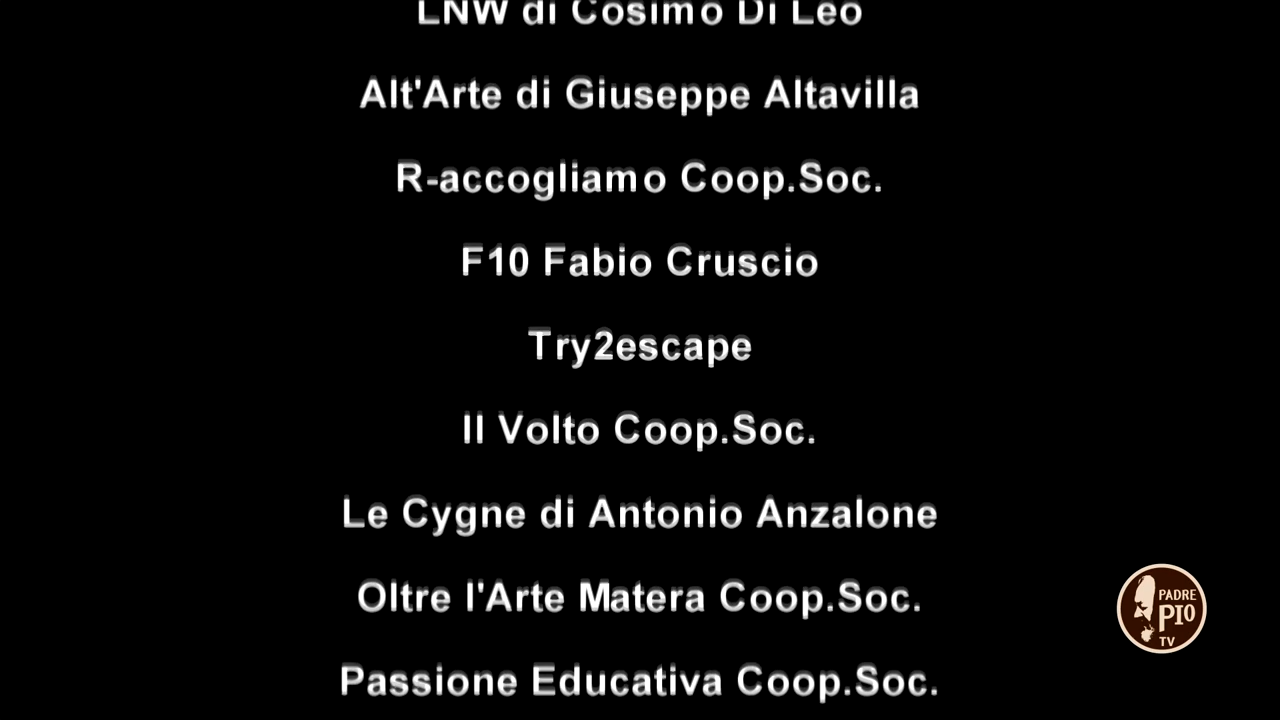 LNW di Cosimo Di Leo
Alt'Arte di Giuseppe Altavilla
R-accogliamo Coop.Soc.
F10 Fabio Cruscio
Try2escape
Il Volto Coop.Soc.
Le Cygne di Antonio Anzalone
Oltre l'Arte Matera Coop.Soc.
Passione Educativa Coop.Soc.
PADRE
PIO
TV